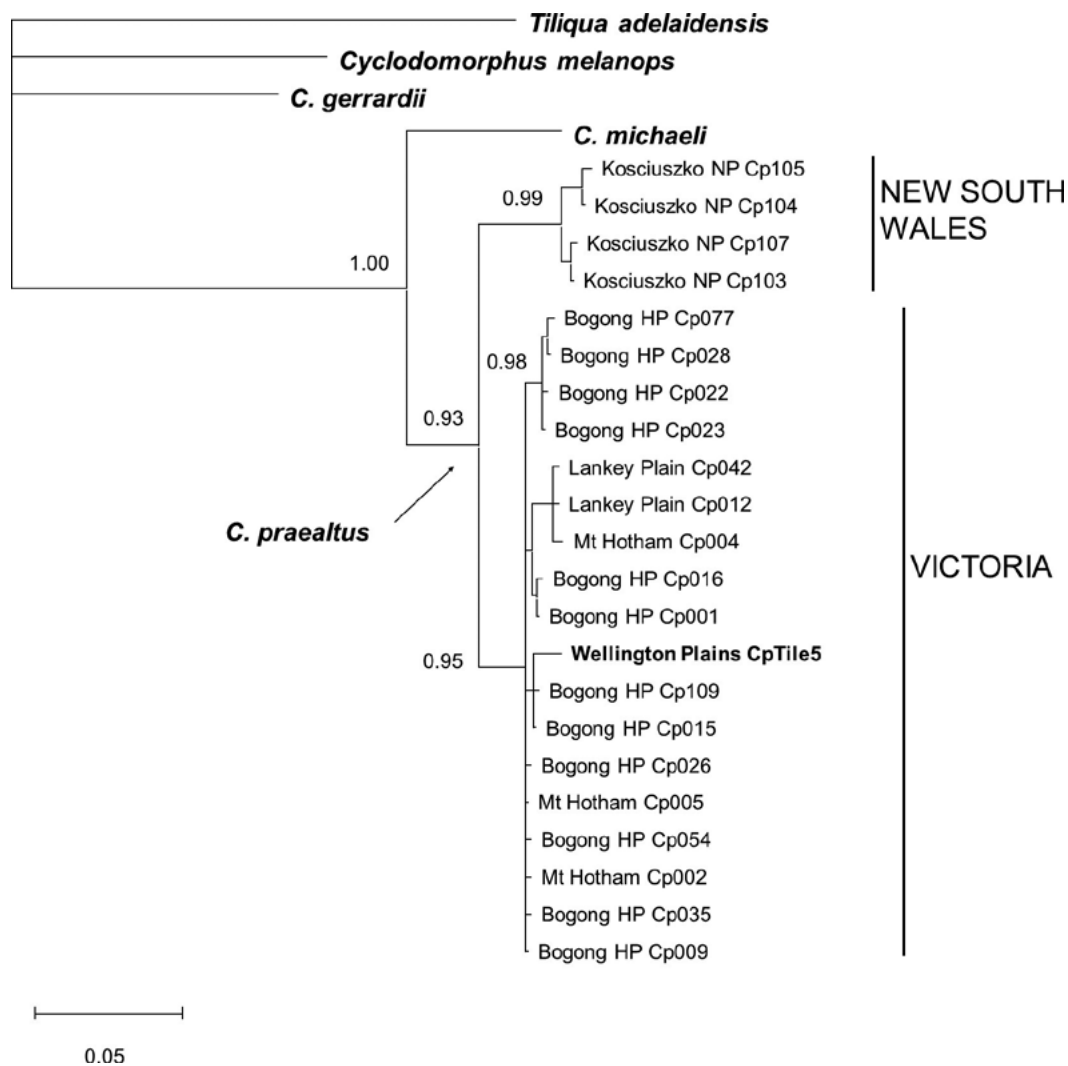 Tiliqua adelaidensis
Cyclodomorphus melanops
C. gerrardii
C. michaeli
Kosciuszko NP Cp105
0.99
Kosciuszko NP Cp104
NEW SOUTH
WALES
Kosciuszko NP Cp107
1.00
Kosciuszko NP Cp103
Bogong HP Cp077
0.98
Bogong HP Cp028
Bogong HP Cp022
0.93
Bogong HP Cp023
Lankey Plain Cp042
Lankey Plain Cp012
C. praealtus
Mt Hotham Cp004
VICTORIA
Bogong HP Cp016
Bogong HP Cp001
0.95
Wellington Plains CpTile5
Bogong HP Cp109
Bogong HP Cp015
Bogong HP Cp026
Mt Hotham Cp005
Bogong HP Cp054
Mt Hotham Cp002
Bogong HP Cp035
Bogong HP Cp009
0.05